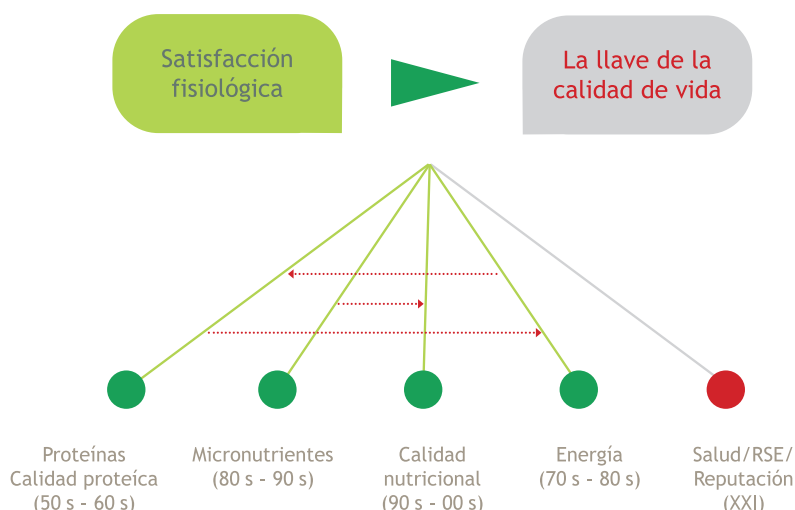 Satisfacción
fisiológica
La llave de la
calidad de vida
Proteínas
Calidad proteíca
(50 s - 60 s)
Micronutrientes
(80 s - 90 s)
Calidad
nutricional
(90 s - 00 s)
Energía
(70 s - 80 s)
Salud/RSE/
Reputación
(XXI)